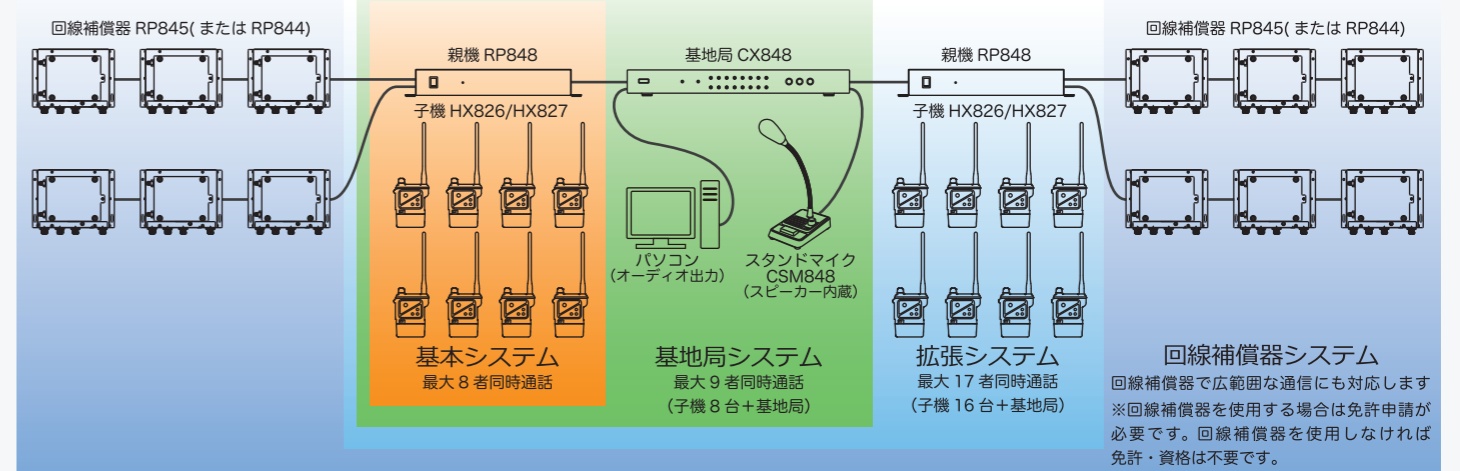 回線補償器 RP845( または RP844)
親機 RP848
子機 HX826/HX827
基地局 CX848
親機 RP848
子機 HX826/HX827
回線補償器 RP845( または RP844)
パソコン
(オーディオ出力)
スタンドマイク
CSM848
(スピーカー内蔵)
基本システム
最大 8 者同時通話
基地局システム
最大 9 者同時通話
(子機 8 台+基地局)
拡張システム
最大 17 者同時通話
(子機 16 台+基地局)
回線補償器システム
回線補償器で広範囲な通信にも対応します
※回線補償器を使用する場合は免許申請が
必要です。回線補償器を使用しなければ
免許・資格は不要です。